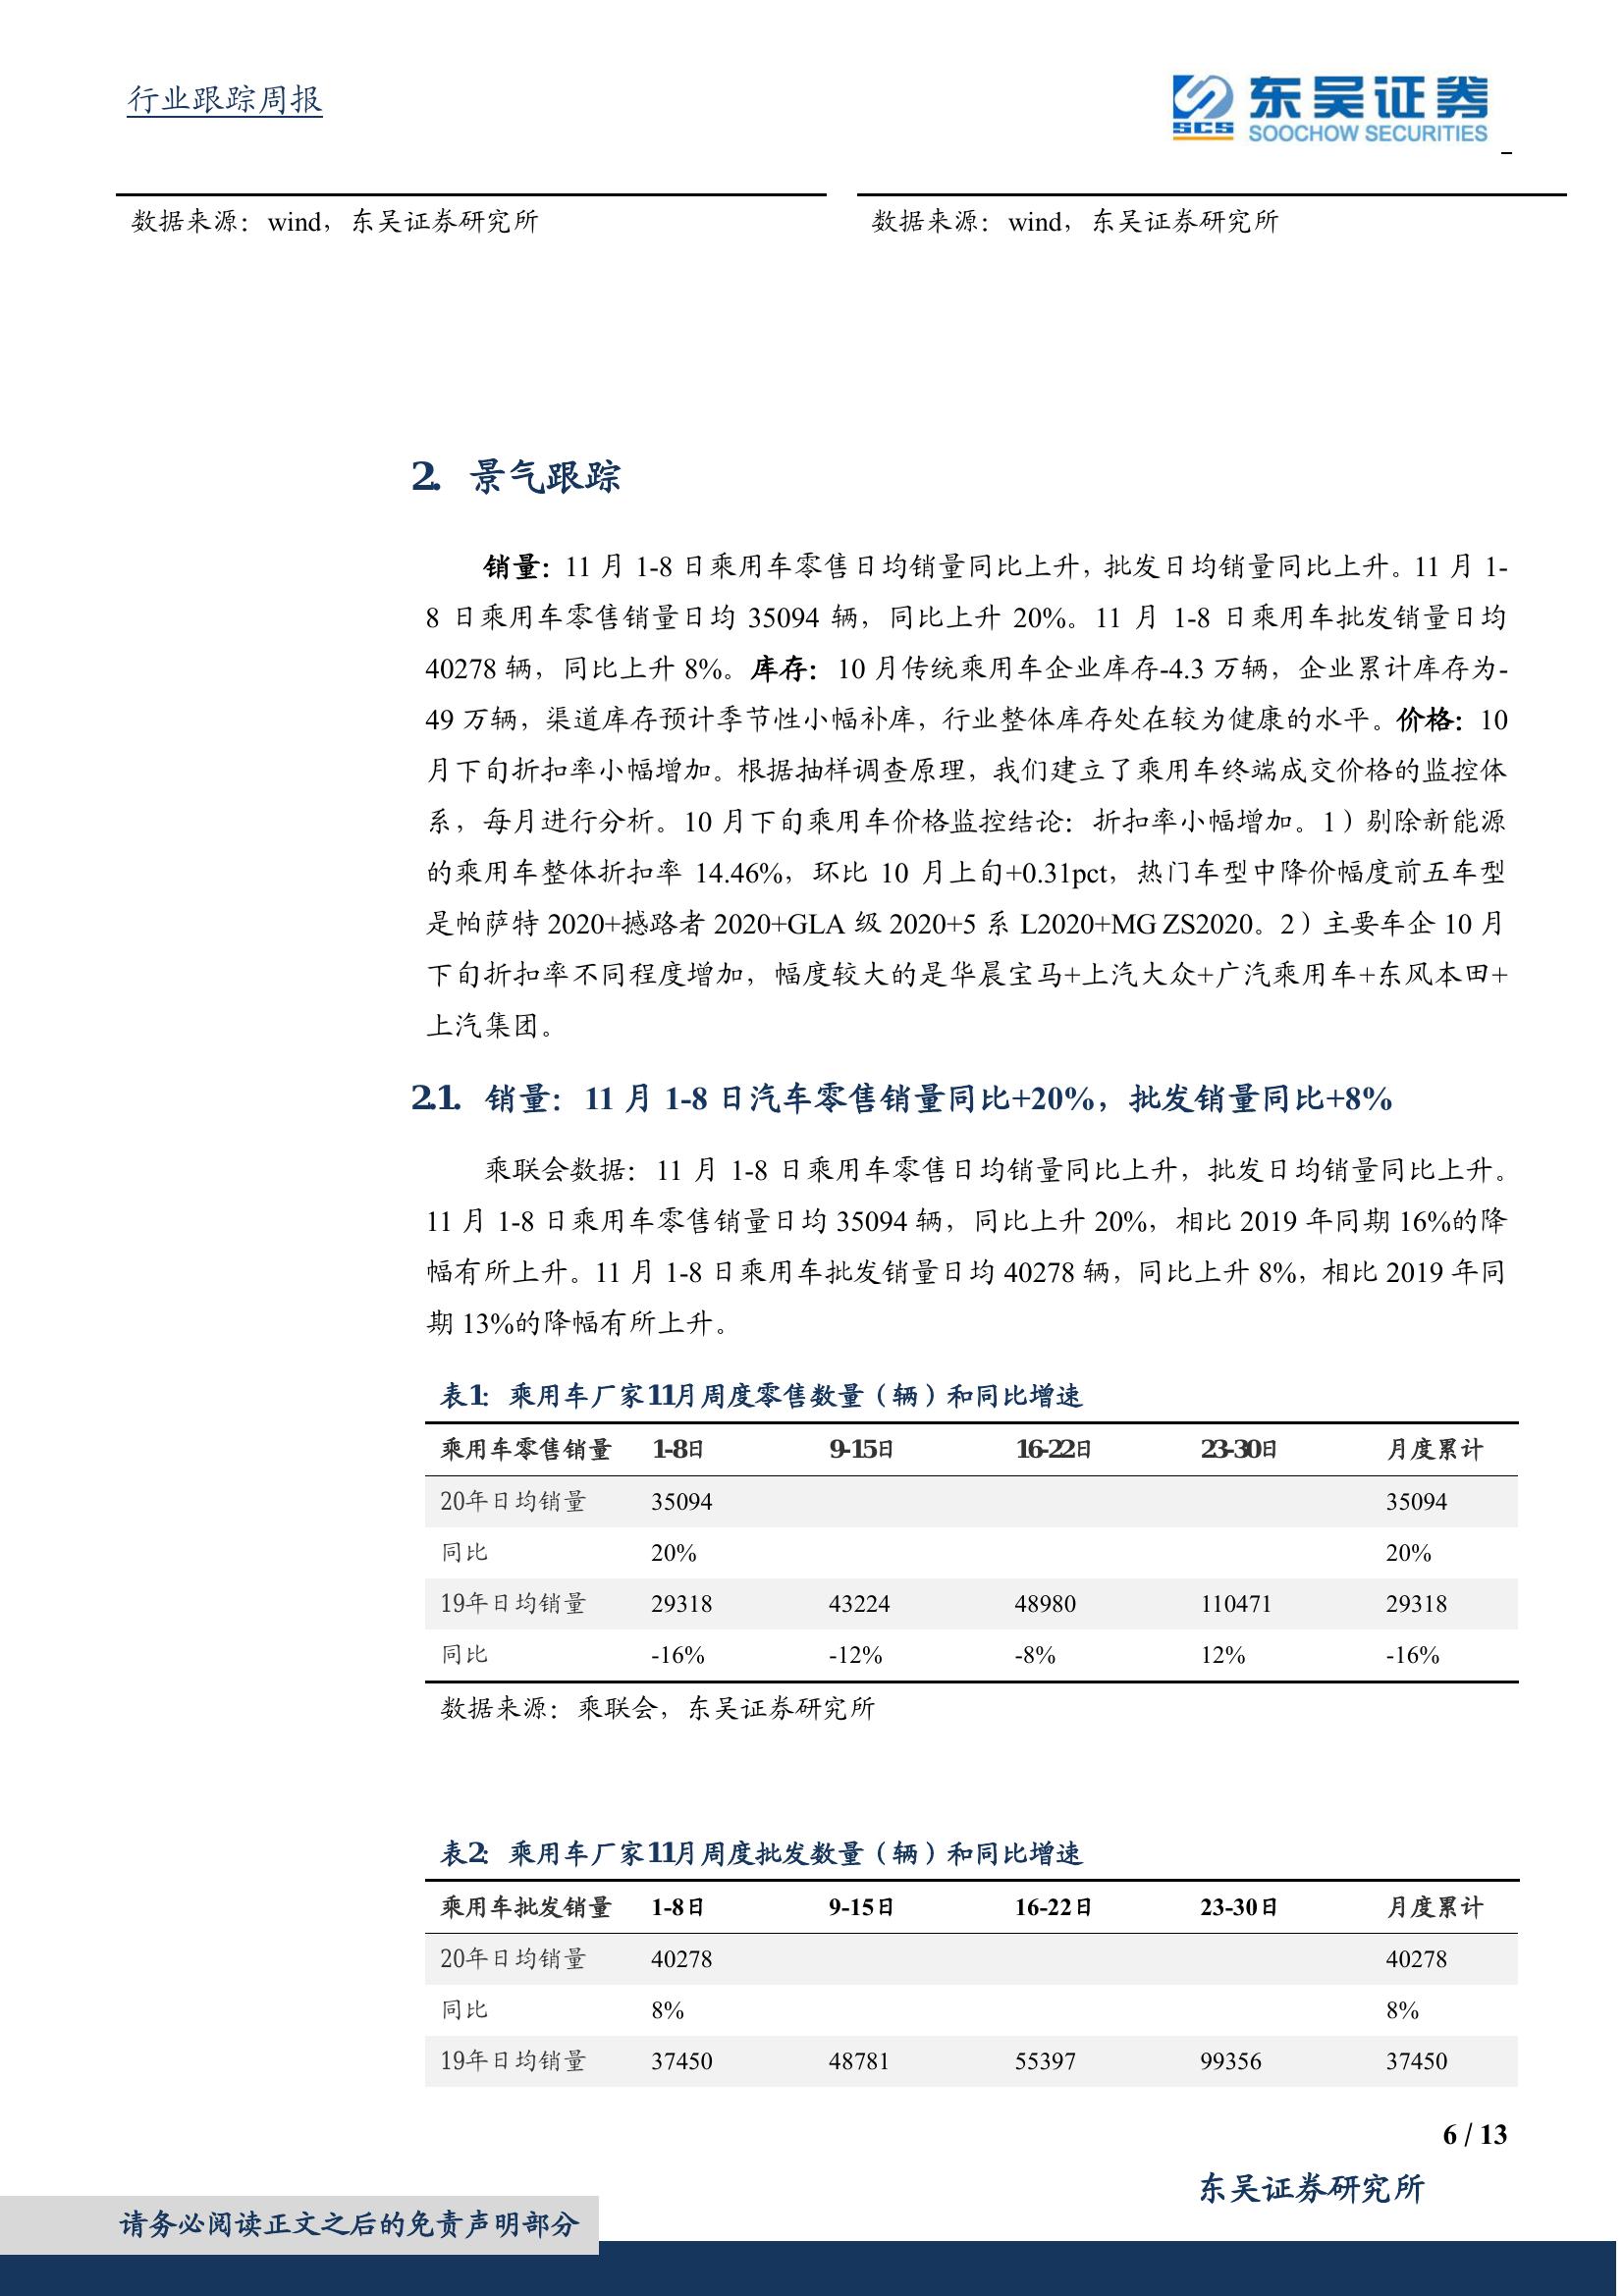 行业跟踪周报
SCS
东吴证券
SOOCHOW SECURITIES
数据来源：wind，东吴证券研究所
数据来源：wind，东吴证券研究所
2. 景气跟踪
销量：11 月 1-8 日乘用车零售日均销量同比上升，批发日均销量同比上升。11 月 1-
8 日乘用车零售销量日均 35094 辆，同比上升 20%。11 月 1-8 日乘用车批发销量日均
40278 辆，同比上升 8%。库存：10 月传统乘用车企业库存-4.3 万辆，企业累计库存为-
49 万辆，渠道库存预计季节性小幅补库，行业整体库存处在较为健康的水平。价格：10
月下旬折扣率小幅增加。根据抽样调查原理，我们建立了乘用车终端成交价格的监控体
系，每月进行分析。10 月下旬乘用车价格监控结论：折扣率小幅增加。1）剔除新能源
的乘用车整体折扣率 14.46%，环比 10 月上旬+0.31pct，热门车型中降价幅度前五车型
是帕萨特 2020+撼路者 2020+GLA 级 2020+5 系 L2020+MG ZS2020。2）主要车企 10 月
下旬折扣率不同程度增加，幅度较大的是华晨宝马+上汽大众+广汽乘用车+东风本田+
上汽集团。
2.1. 销量：11 月 1-8 日汽车零售销量同比+20%，批发销量同比+8%
乘联会数据：11 月 1-8 日乘用车零售日均销量同比上升，批发日均销量同比上升。
11 月 1-8 日乘用车零售销量日均 35094 辆，同比上升 20%，相比 2019 年同期 16%的降
幅有所上升。11 月 1-8 日乘用车批发销量日均 40278 辆，同比上升 8%，相比 2019 年同
期 13%的降幅有所上升。
表1：乘用车厂家11月周度零售数量（辆）和同比增速
乘用车零售销量 1-8日 9-15日 16-22日 23-30日 月度累计
20年日均销量 35094 35094
同比 20% 20%
19年日均销量 29318 43224 48980 110471 29318
同比 -16% -12% -8% 12% -16%
数据来源：乘联会，东吴证券研究所
表2：乘用车厂家11月周度批发数量（辆）和同比增速
乘用车批发销量 1-8日 9-15日 16-22日 23-30日 月度累计
20年日均销量 40278 40278
同比 8% 8%
19年日均销量 37450 48781 55397 99356 37450
6 / 13
东吴证券研究所
请务必阅读正文之后的免责声明部分